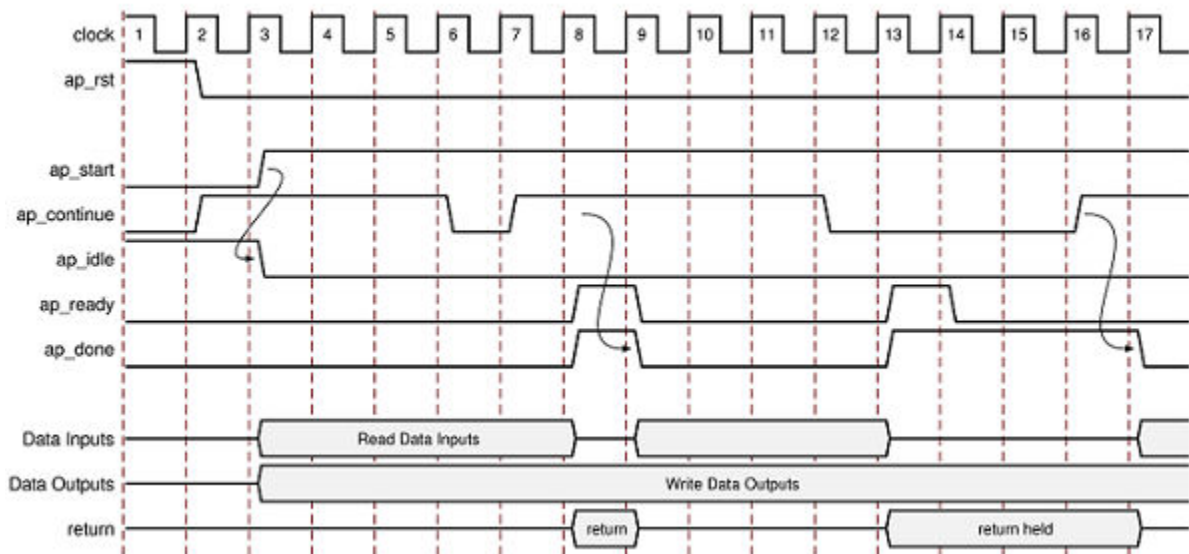 clock 1 2 3 4 5 6 7 8 9 10 11 12 13 14 15 16 17
ap_rst
ap_start
ap_continue
ap_idle
ap_ready
ap_done
Data Inputs Read Data Inputs
Data Outputs Write Data Outputs
return return return held